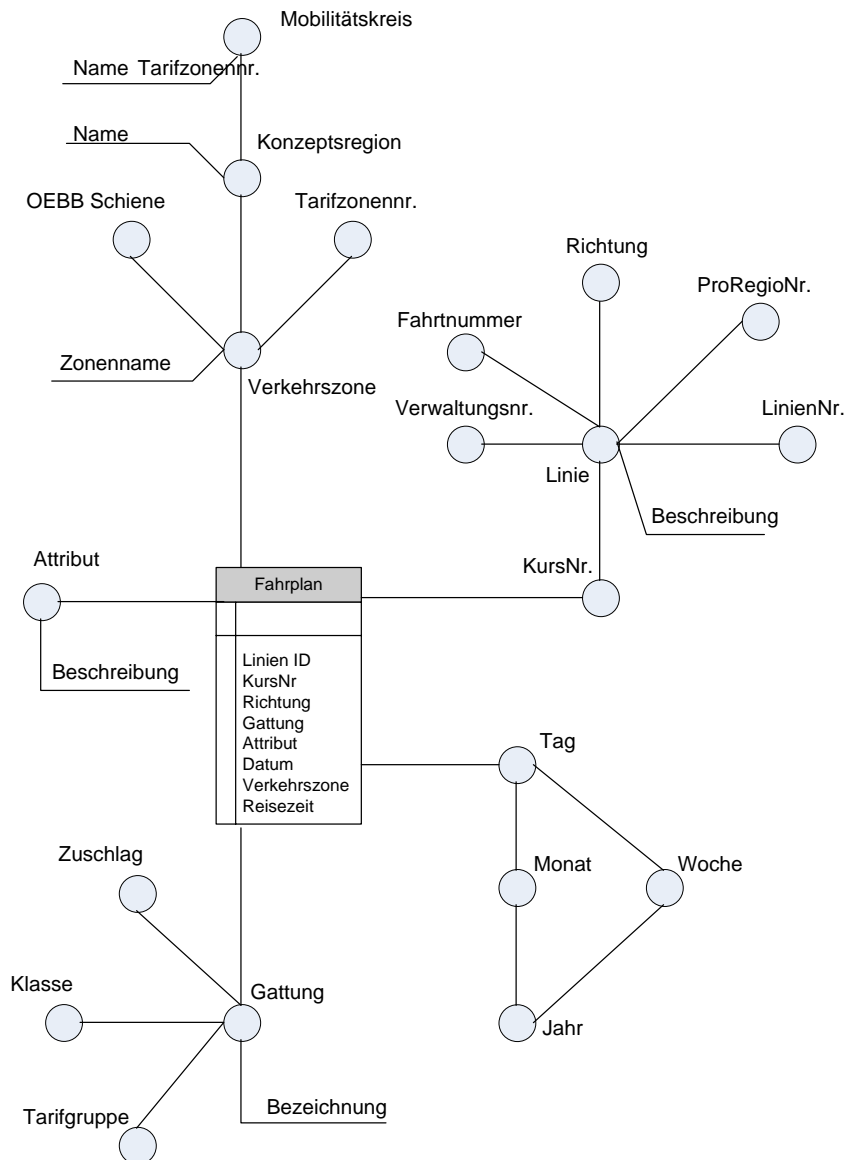 Mobilitätskreis
Name Tarifzonennr.
Name
Konzeptsregion
OEBB Schiene
Tarifzonennr.
Zonenname
Verkehrszone
Richtung
ProRegioNr.
Fahrtnummer
Verwaltungsnr.
LinienNr.
Linie
Beschreibung
KursNr.
Attribut
Beschreibung
Fahrplan
Linien ID
KursNr
Richtung
Gattung
Attribut
Datum
Verkehrszone
Reisezeit
Tag
Monat
Woche
Jahr
Zuschlag
Klasse
Gattung
Tarifgruppe
Bezeichnung